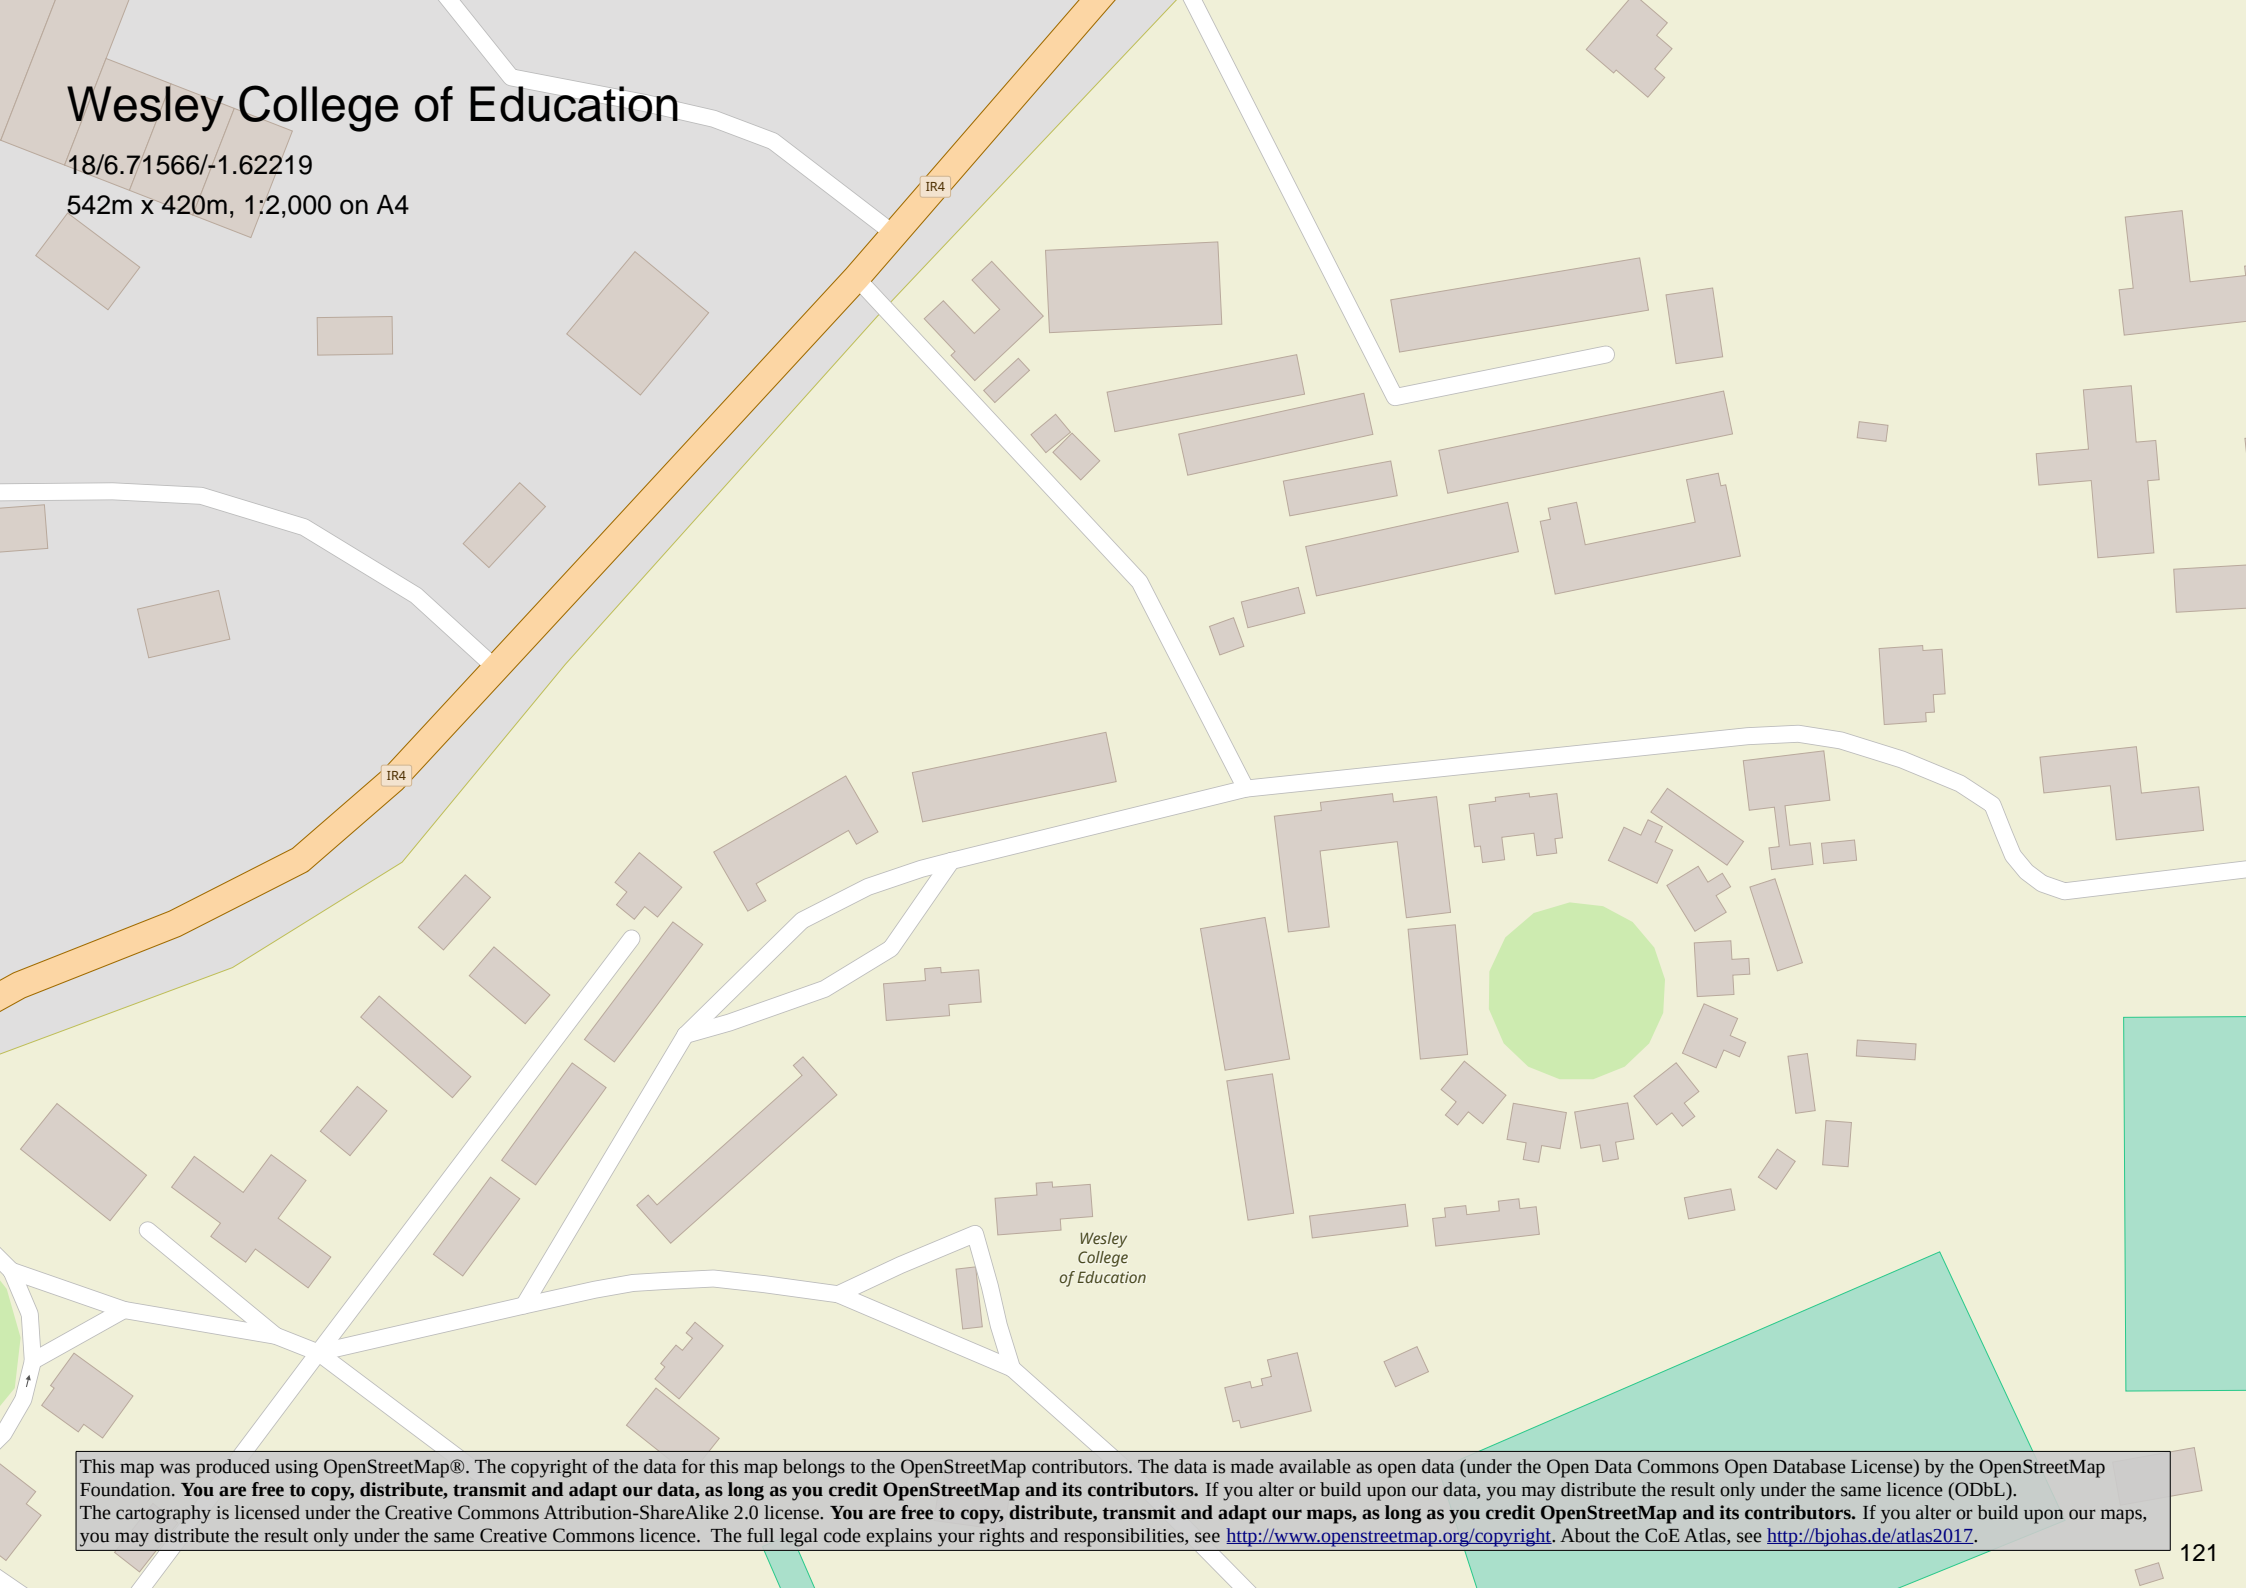 Wesley College of Education
18/6.71566/-1.62219
542m x 420m, 1:2,000 on A4
IR4
IR4
Wesley
College
of Education
This map was produced using OpenStreetMap®. The copyright of the data for this map belongs to the OpenStreetMap contributors. The data is made available as open data (under the Open Data Commons Open Database License) by the OpenStreetMap
Foundation. You are free to copy, distribute, transmit and adapt our data, as long as you credit OpenStreetMap and its contributors. If you alter or build upon our data, you may distribute the result only under the same licence (ODbL).
The cartography is licensed under the Creative Commons Attribution-ShareAlike 2.0 license. You are free to copy, distribute, transmit and adapt our maps, as long as you credit OpenStreetMap and its contributors. If you alter or build upon our maps,
you may distribute the result only under the same Creative Commons licence. The full legal code explains your rights and responsibilities, see http://www.openstreetmap.org/copyright. About the CoE Atlas, see http://bjohas.de/atlas2017.
121